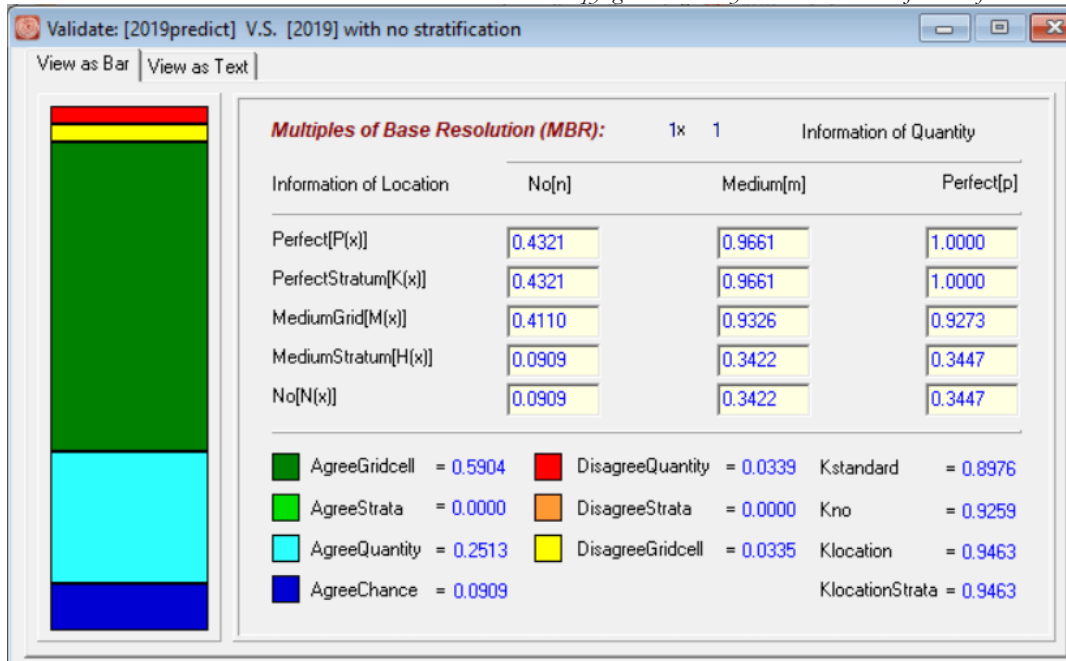 Validate: [2019predict] V.S. [2019] with no stratification
View as Bar View as Text
Multiples of Base Resolution (MBR): 1x 1 Information of Quantity
Information of Location No[n] Medium[m] Perfect[p]
Perfect[P(x)] 0.4321 0.9661 1.0000
PerfectStratum[K(x)] 0.4321 0.9661 1.0000
MediumGrid[M(x)] 0.4110 0.9326 0.9273
MediumStratum[H(x)] 0.0909 0.3422 0.3447
No[N(x)] 0.0909 0.3422 0.3447
AgreeGridcell = 0.5904 DisagreeQuantity = 0.0339 Kstandard = 0.8976
AgreeStrata = 0.0000 DisagreeStrata = 0.0000 Kno = 0.9259
AgreeQuantity = 0.2513 DisagreeGridcell = 0.0335 Klocation = 0.9463
AgreeChance = 0.0909 KlocationStrata = 0.9463